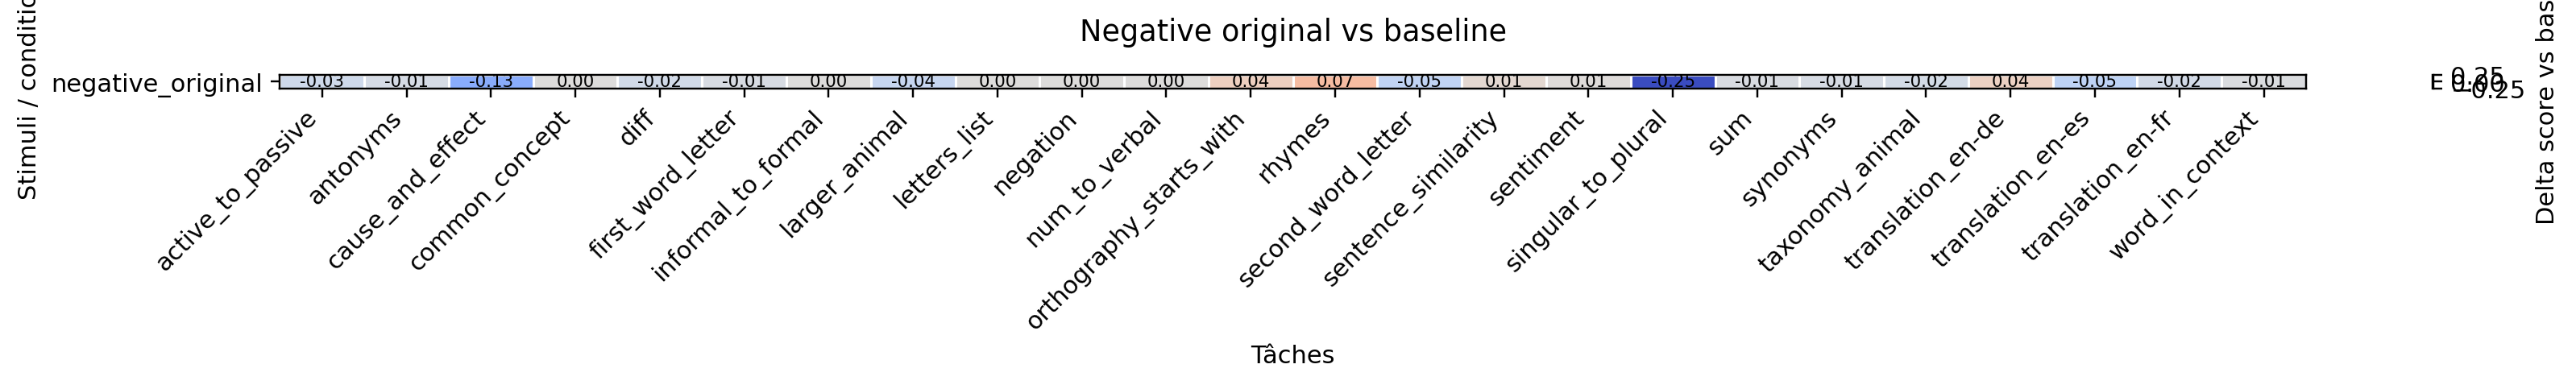 Negative original vs baseline
Stimuli / condition
negative_original
-0.03 -0.01 -0.13 0.00 -0.02 -0.01 0.00 -0.04 0.00 0.00 0.00 0.04 0.07 -0.05 0.01 0.01 -0.25 -0.01 -0.01 -0.02 0.04 -0.05 -0.02 -0.01
0.25
0.00
-0.25
Delta score vs bas
active_to_passive
antonyms
cause_and_effect
common_concept
diff
first_word_letter
informal_to_formal
larger_animal
letters_list
negation
num_to_verbal
orthography_starts_with
rhymes
second_word_letter
sentence_similarity
sentiment
singular_to_plural
sum
synonyms
taxonomy_animal
translation_en-de
translation_en-es
translation_en-fr
word_in_context
Tâches